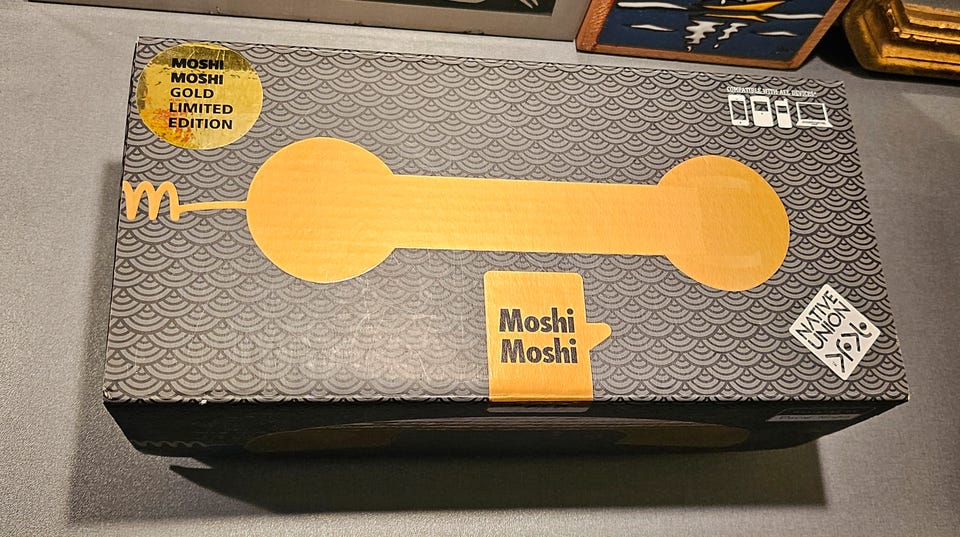 MOSHI
MOSHI
GOLD
LIMITED
EDITION
COMPATIBLE WITH ALL DEVICES*
Moshi
Moshi
NATIVE
UNION